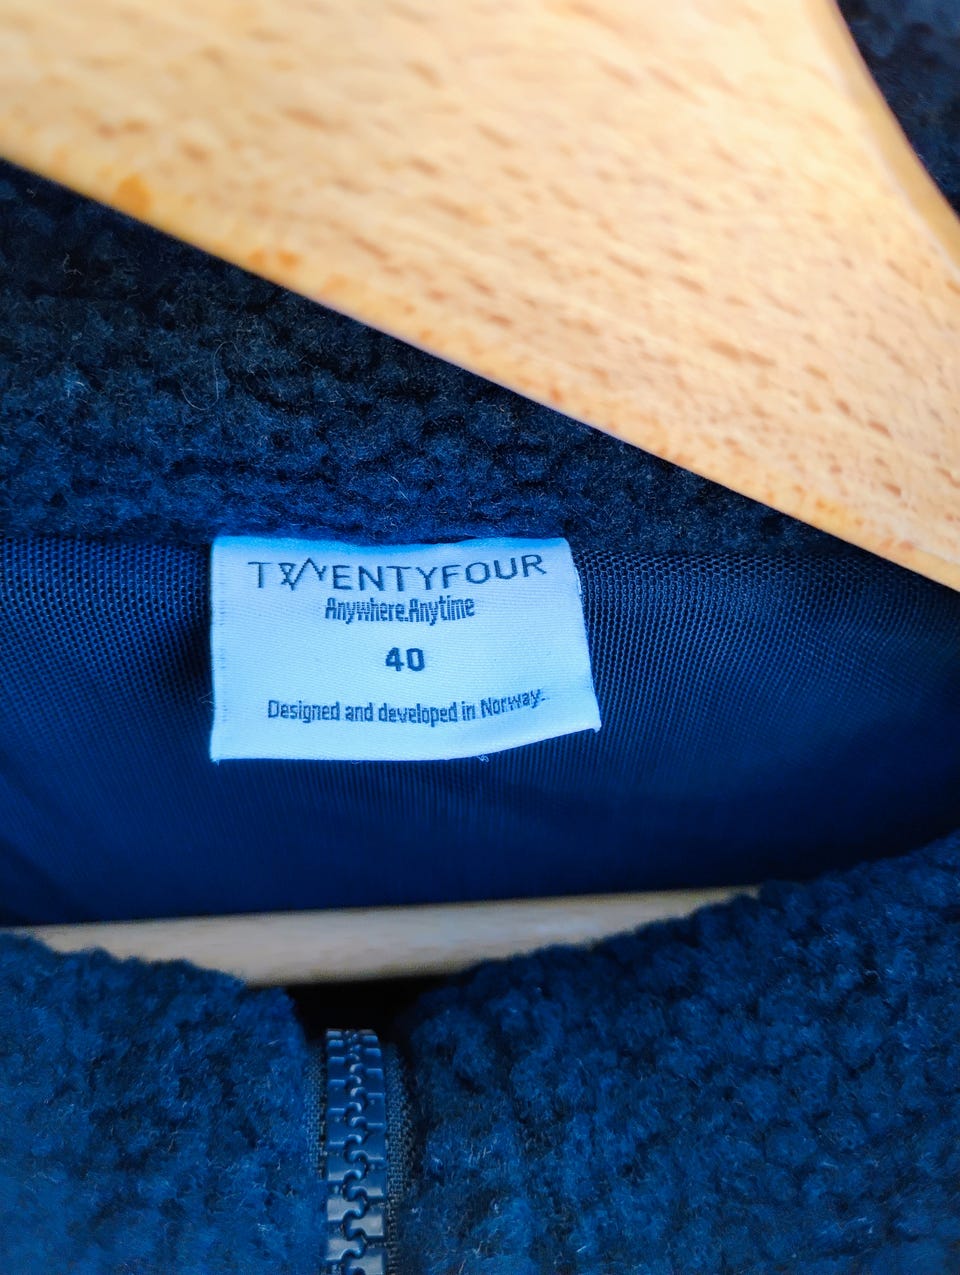 TWENTYFOUR
Anywhere.Anytime
40
Designed and developed in Norway.